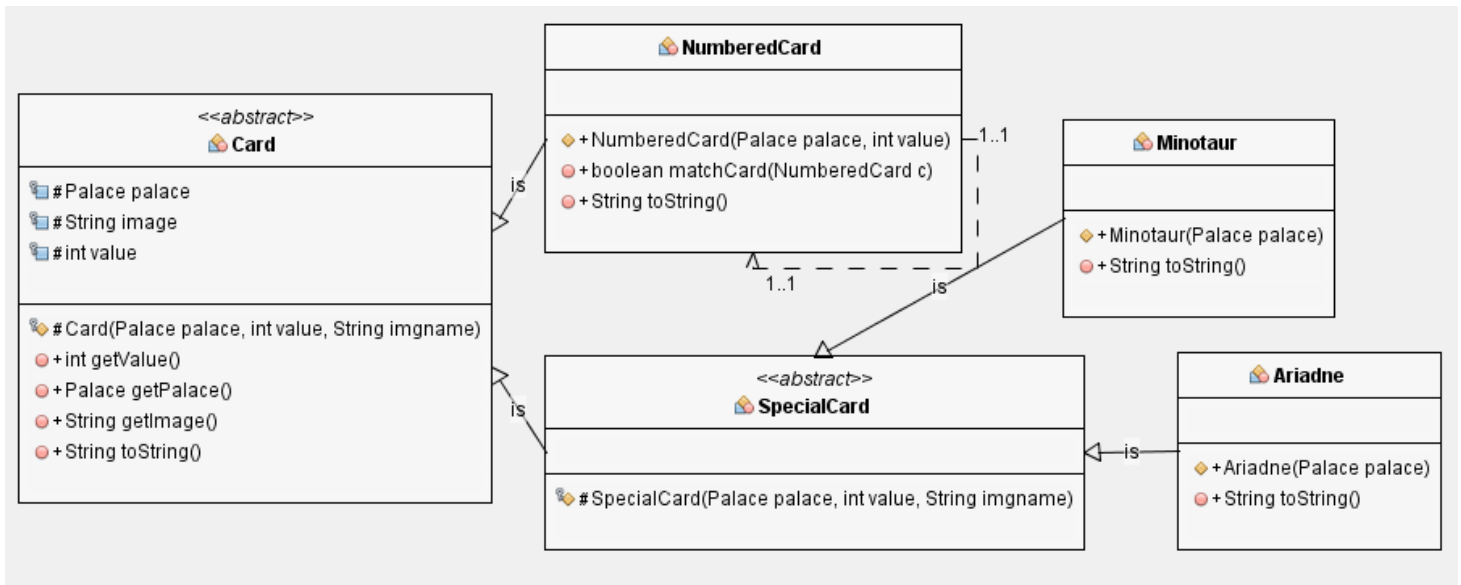 <<abstract>>
Card
#Palace palace
#String image
#int value
#Card(Palace palace, int value, String imgname)
+int getValue()
+Palace getPalace()
+String getImage()
+String toString()
is
is
NumberedCard
+NumberedCard(Palace palace, int value)
+boolean matchCard(NumberedCard c)
+String toString()
1..1
1..1
is
<<abstract>>
SpecialCard
#SpecialCard(Palace palace, int value, String imgname)
Minotaur
+Minotaur(Palace palace)
+String toString()
is
Ariadne
+Ariadne(Palace palace)
+String toString()